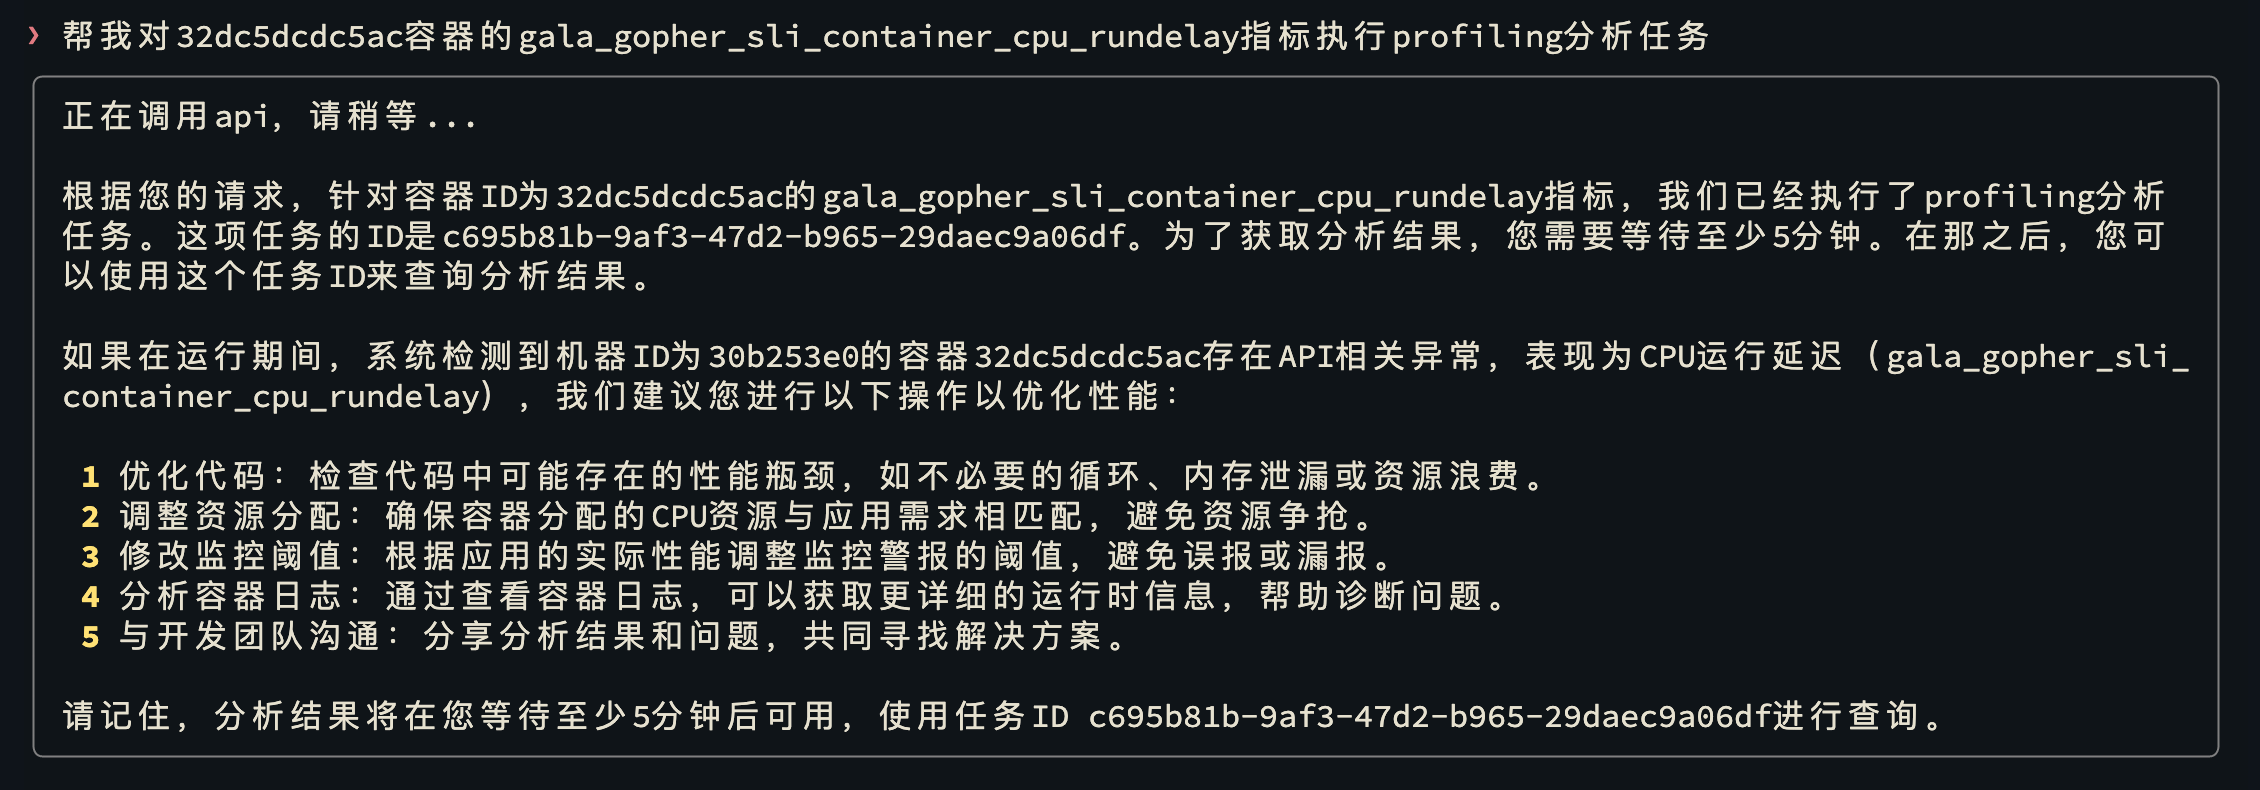 ❯ 帮我对32dc5dcdc5ac容器的gala_gopher_sli_container_cpu_rundelay指标执行profiling分析任务
正在调用api, 请稍等...
根据您的请求, 针对容器ID为32dc5dcdc5ac的gala_gopher_sli_container_cpu_rundelay指标, 我们已经执行了profiling分析
任务。这项任务的ID是c695b81b-9af3-47d2-b965-29daec9a06df。为了获取分析结果, 您需要等待至少5分钟。在那之后, 您可
以使用这个任务ID来查询分析结果。
如果在运行期间, 系统检测到机器ID为30b253e0的容器32dc5dcdc5ac存在API相关异常, 表现为CPU运行延迟（gala_gopher_sli_
container_cpu_rundelay）, 我们建议您进行以下操作以优化性能:
1 优化代码: 检查代码中可能存在的性能瓶颈, 如不必要的循环、内存泄漏或资源浪费。
2 调整资源分配: 确保容器分配的CPU资源与应用需求相匹配, 避免资源争抢。
3 修改监控阈值: 根据应用的实际性能调整监控警报的阈值, 避免误报或漏报。
4 分析容器日志: 通过查看容器日志, 可以获取更详细的运行时信息, 帮助诊断问题。
5 与开发团队沟通: 分享分析结果和问题, 共同寻找解决方案。
请记住, 分析结果将在您等待至少5分钟后可用, 使用任务ID c695b81b-9af3-47d2-b965-29daec9a06df进行查询。